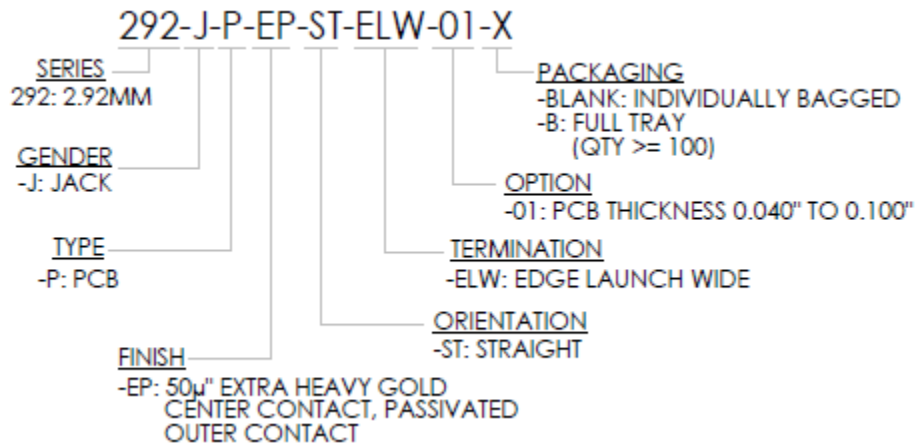 292-J-P-EP-ST-ELW-01-X
SERIES
292: 2.92MM
GENDER
-J: JACK
TYPE
-P: PCB
FINISH
-EP: 50µ" EXTRA HEAVY GOLD
CENTER CONTACT, PASSIVATED
OUTER CONTACT
PACKAGING
-BLANK: INDIVIDUALLY BAGGED
-B: FULL TRAY
(QTY >= 100)
OPTION
-01: PCB THICKNESS 0.040" TO 0.100"
TERMINATION
-ELW: EDGE LAUNCH WIDE
ORIENTATION
-ST: STRAIGHT